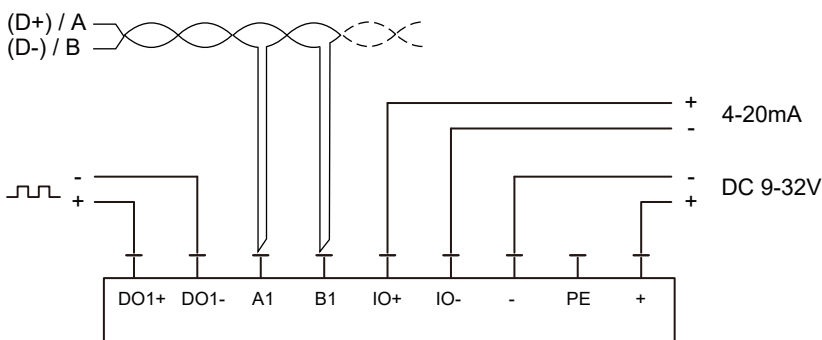 (D+) / A
(D-) / B
+
4-20mA
-
-
-
DC 9-32V
+
+
DO1+ DO1- A1 B1 IO+ IO- - PE +